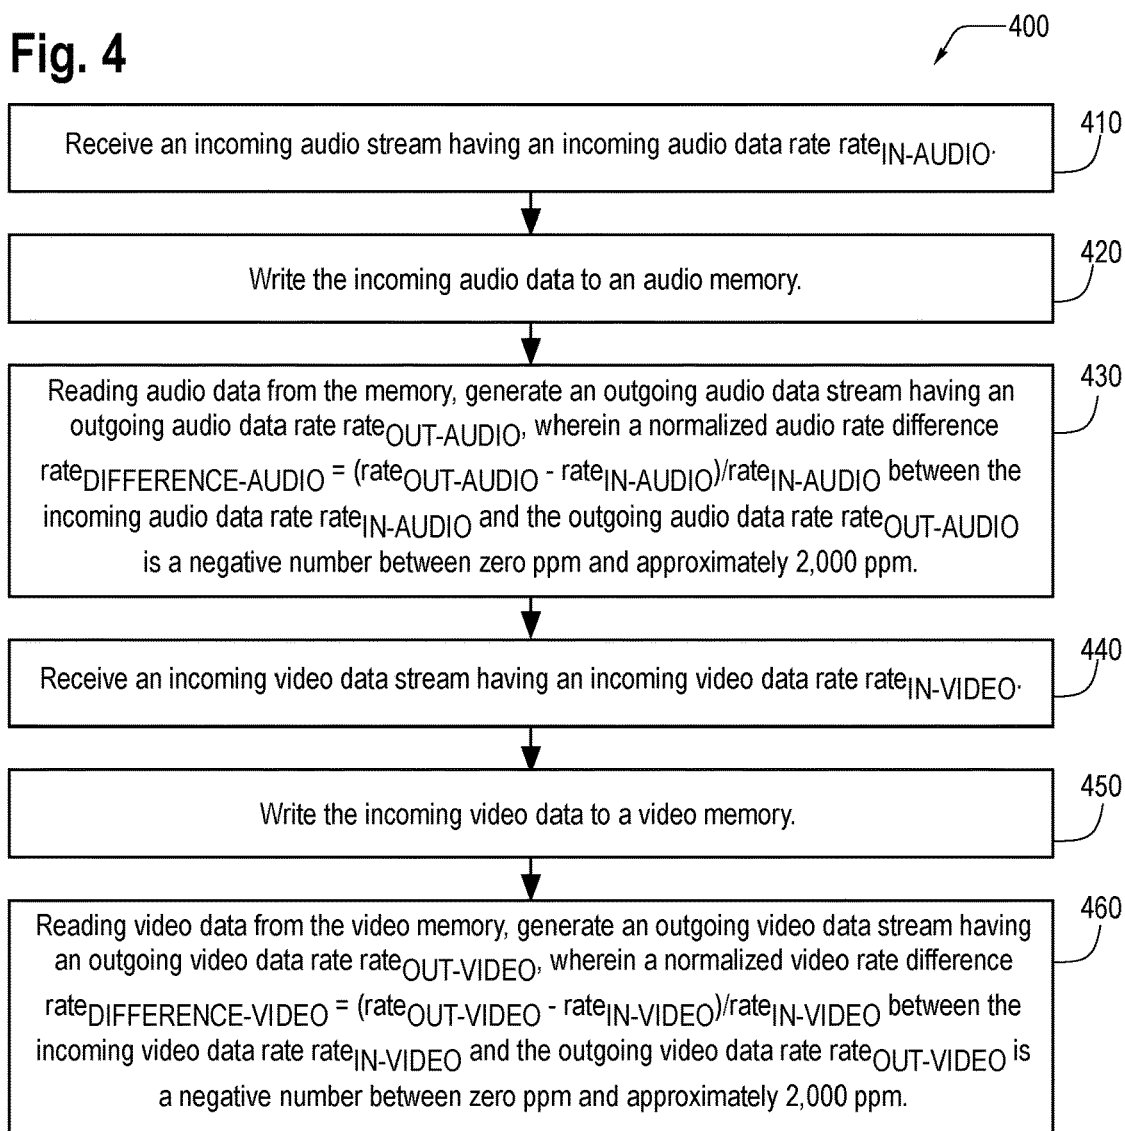 Fig. 4
400
Receive an incoming audio stream having an incoming audio data rate rateIN-AUDIO.
410
Write the incoming audio data to an audio memory.
420
Reading audio data from the memory, generate an outgoing audio data stream having an
outgoing audio data rate rateOUT-AUDIO, wherein a normalized audio rate difference
rateDIFFERENCE-AUDIO = (rateOUT-AUDIO - rateIN-AUDIO)/rateIN-AUDIO between the
incoming audio data rate rateIN-AUDIO and the outgoing audio data rate rateOUT-AUDIO
is a negative number between zero ppm and approximately 2,000 ppm.
430
Receive an incoming video data stream having an incoming video data rate rateIN-VIDEO.
440
Write the incoming video data to a video memory.
450
Reading video data from the video memory, generate an outgoing video data stream having
an outgoing video data rate rateOUT-VIDEO, wherein a normalized video rate difference
rateDIFFERENCE-VIDEO = (rateOUT-VIDEO - rateIN-VIDEO)/rateIN-VIDEO between the
incoming video data rate rateIN-VIDEO and the outgoing video data rate rateOUT-VIDEO is
a negative number between zero ppm and approximately 2,000 ppm.
460